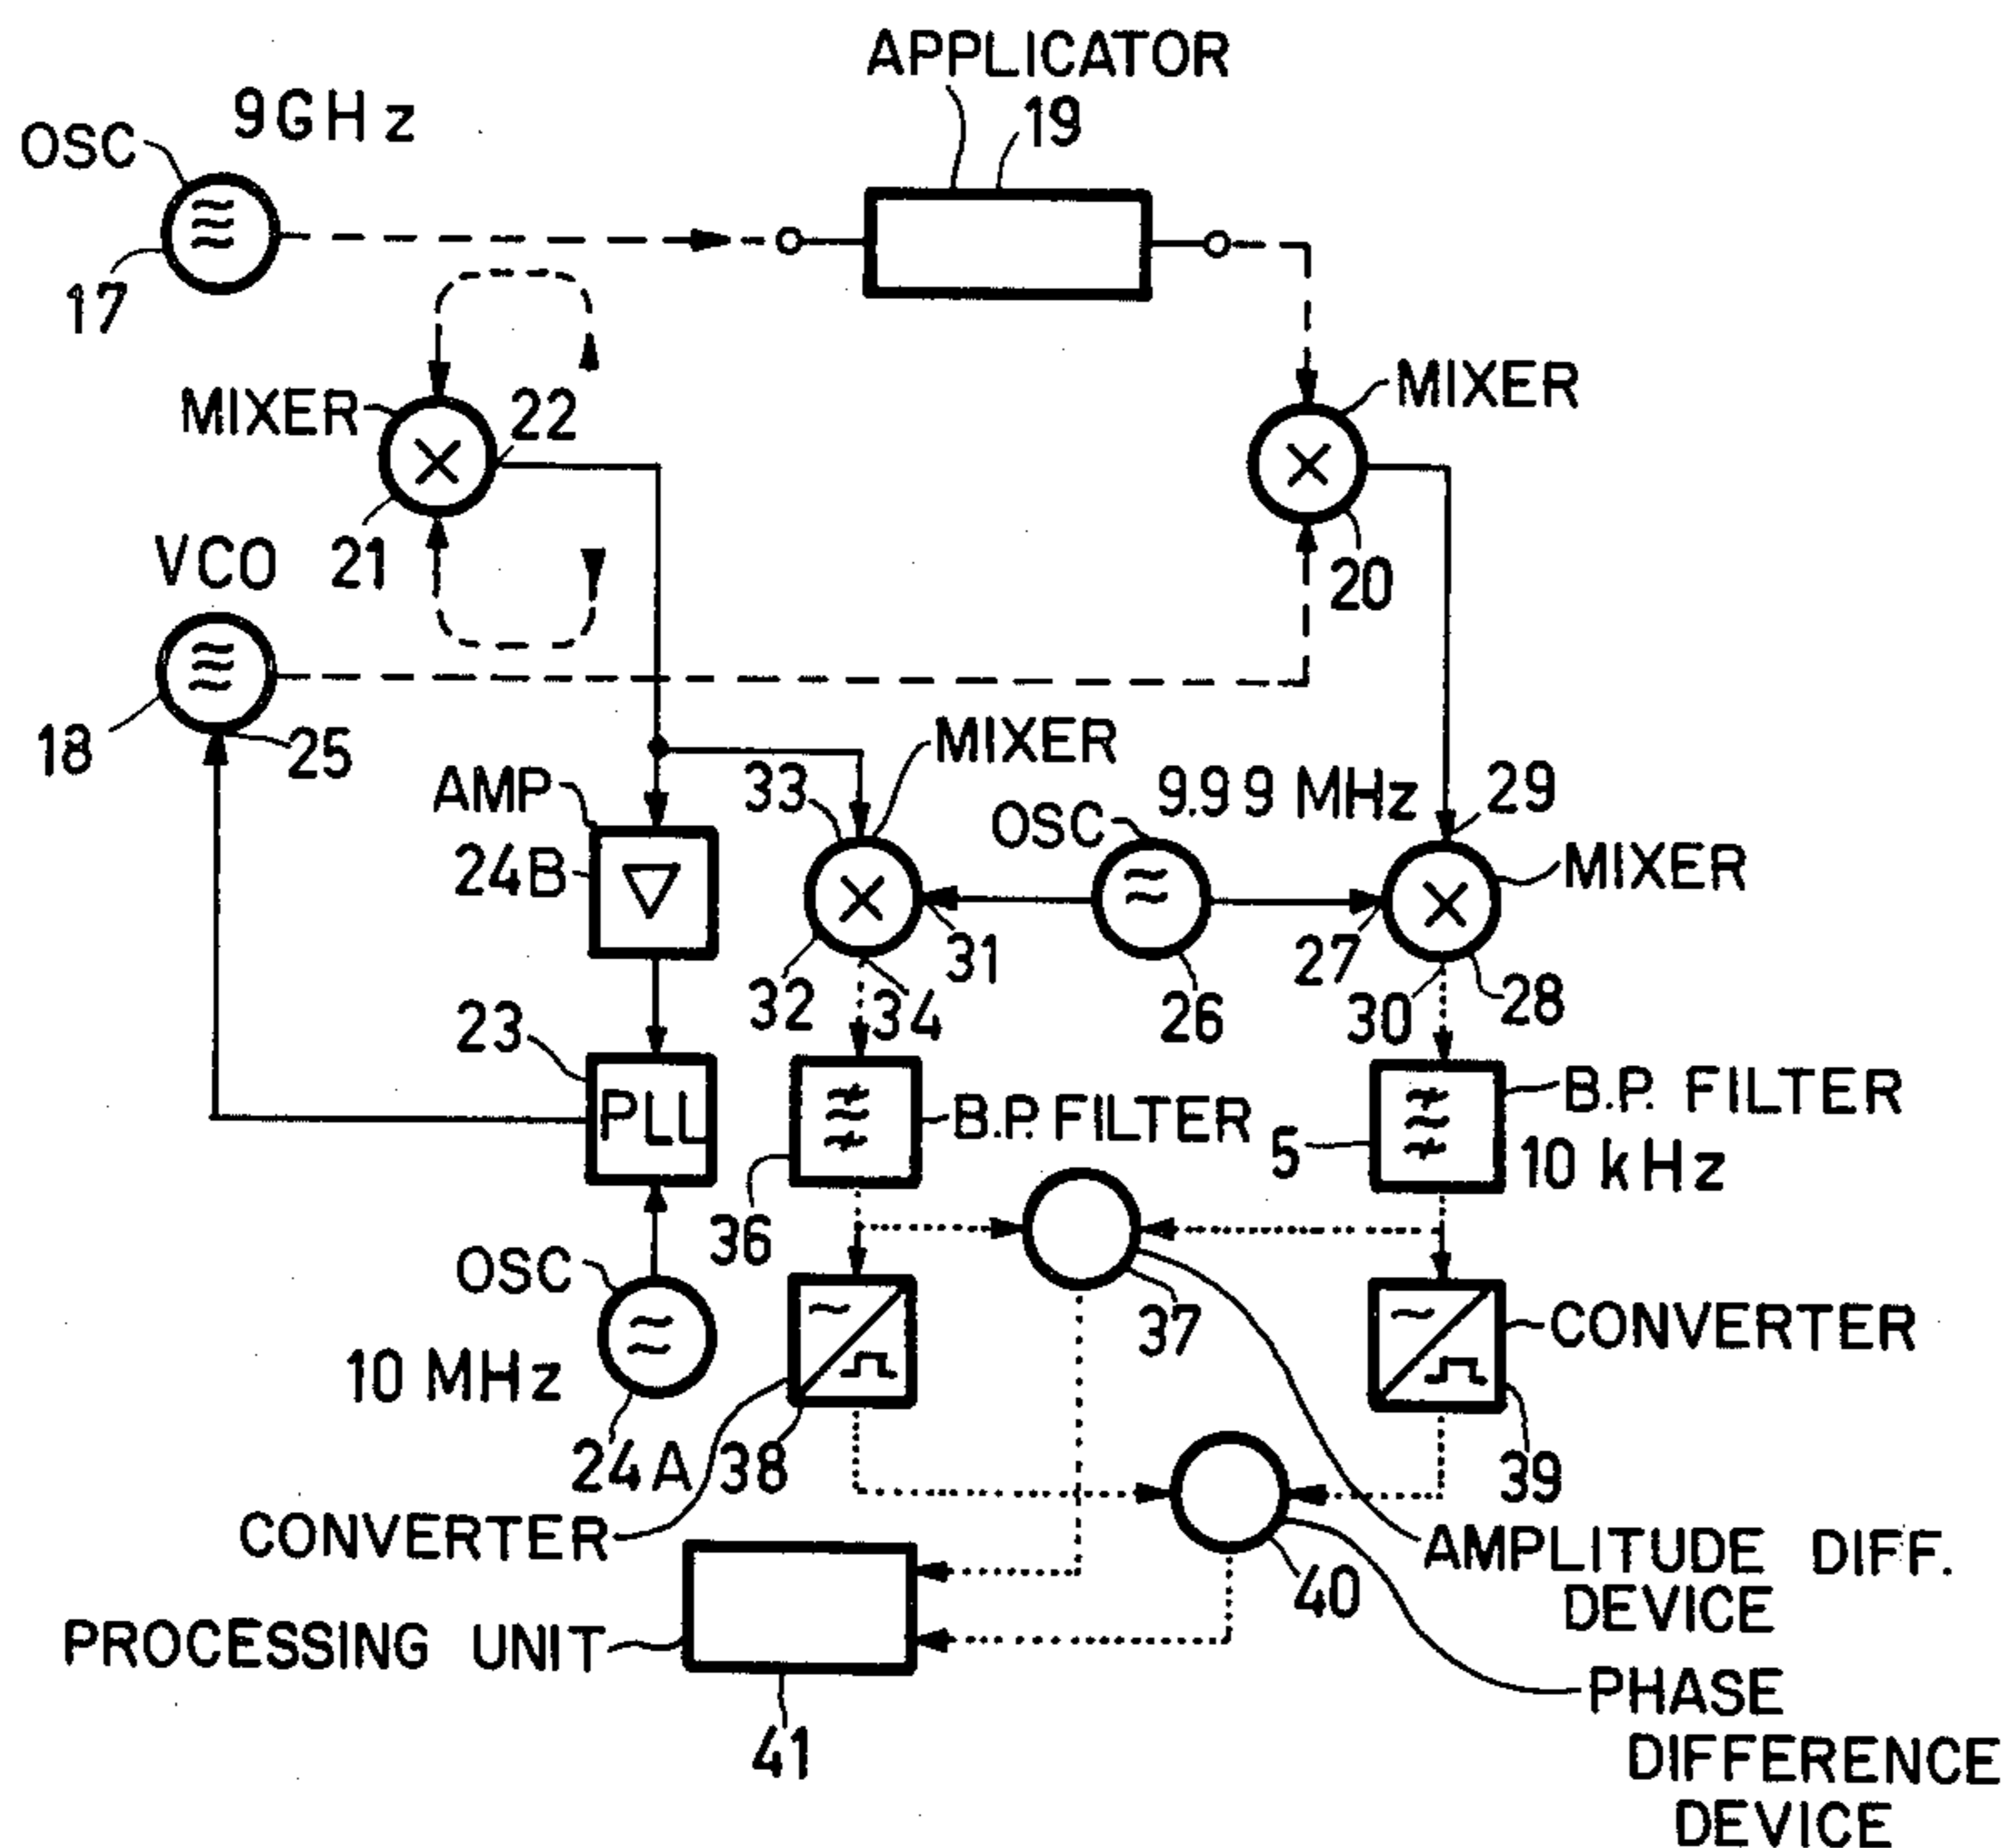 APPLICATOR
19
9GHz
OSC
17
MIXER
22
21
MIXER
20
VCO
18
25
MIXER
33
AMP
24B
OSC
9.99 MHz
29
MIXER
32
34
31
26
27
30
28
23
PLL
B.P. FILTER
36
B.P. FILTER
10 kHz
5
37
OSC
10 MHz
24A
38
CONVERTER
39
CONVERTER
40
AMPLITUDE DIFF.
DEVICE
PROCESSING UNIT
41
PHASE
DIFFERENCE
DEVICE